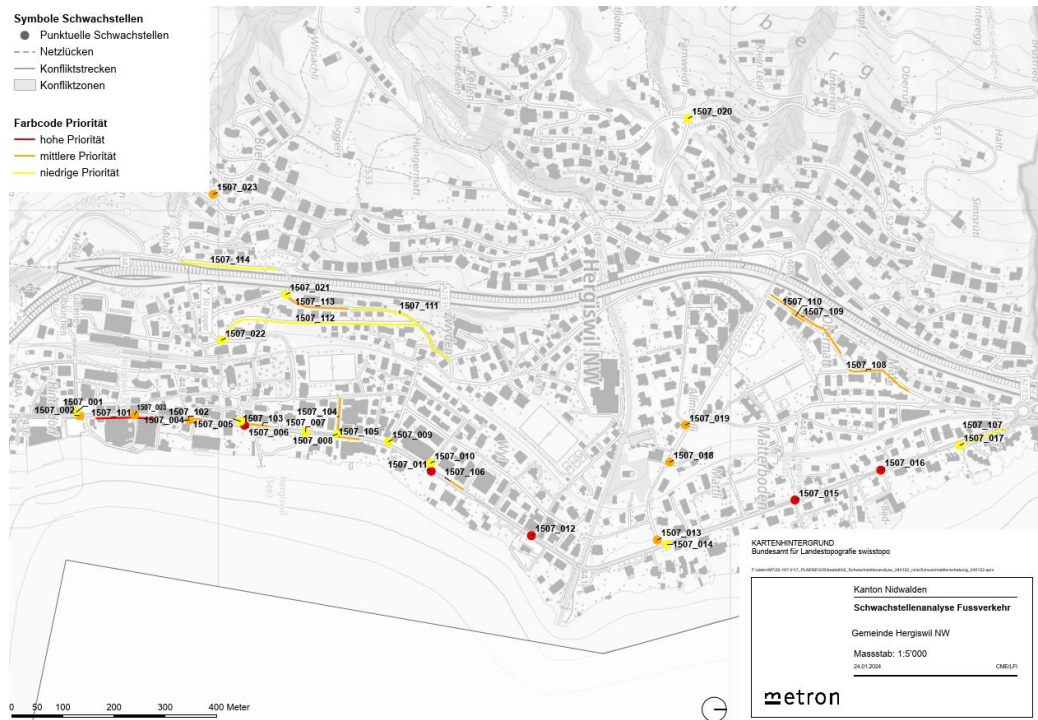 Symbole Schwachstellen
Punktuelle Schwachstellen
Netzlücken
Konfliktstrecken
Konfliktzonen
Farbcode Priorität
hohe Priorität
mittlere Priorität
niedrige Priorität
1507_020
1507_023
1507_114
1507_021
1507_113
1507_111
1507_112
1507_022
1507_110
1507_109
1507_108
Hergiswil NW
1507_001
1507_002
1507_101
1507_003
1507_102
1507_004
1507_005
1507_103
1507_006
1507_104
1507_007
1507_008
1507_105
1507_009
1507_010
1507_011
1507_106
1507_019
1507_018
1507_107
1507_017
1507_016
1507_015
1507_012
1507_013
1507_014
Matteboden
Matt
KARTENHINTERGRUND
Bundesamt für Landestopografie swisstopo
Kanton Nidwalden
Schwachstellenanalyse Fussverkehr
Gemeinde Hergiswil NW
Massstab: 1:5'000
24.01.2024 CME/LFI
metron
0 50 100 200 300 400 Meter